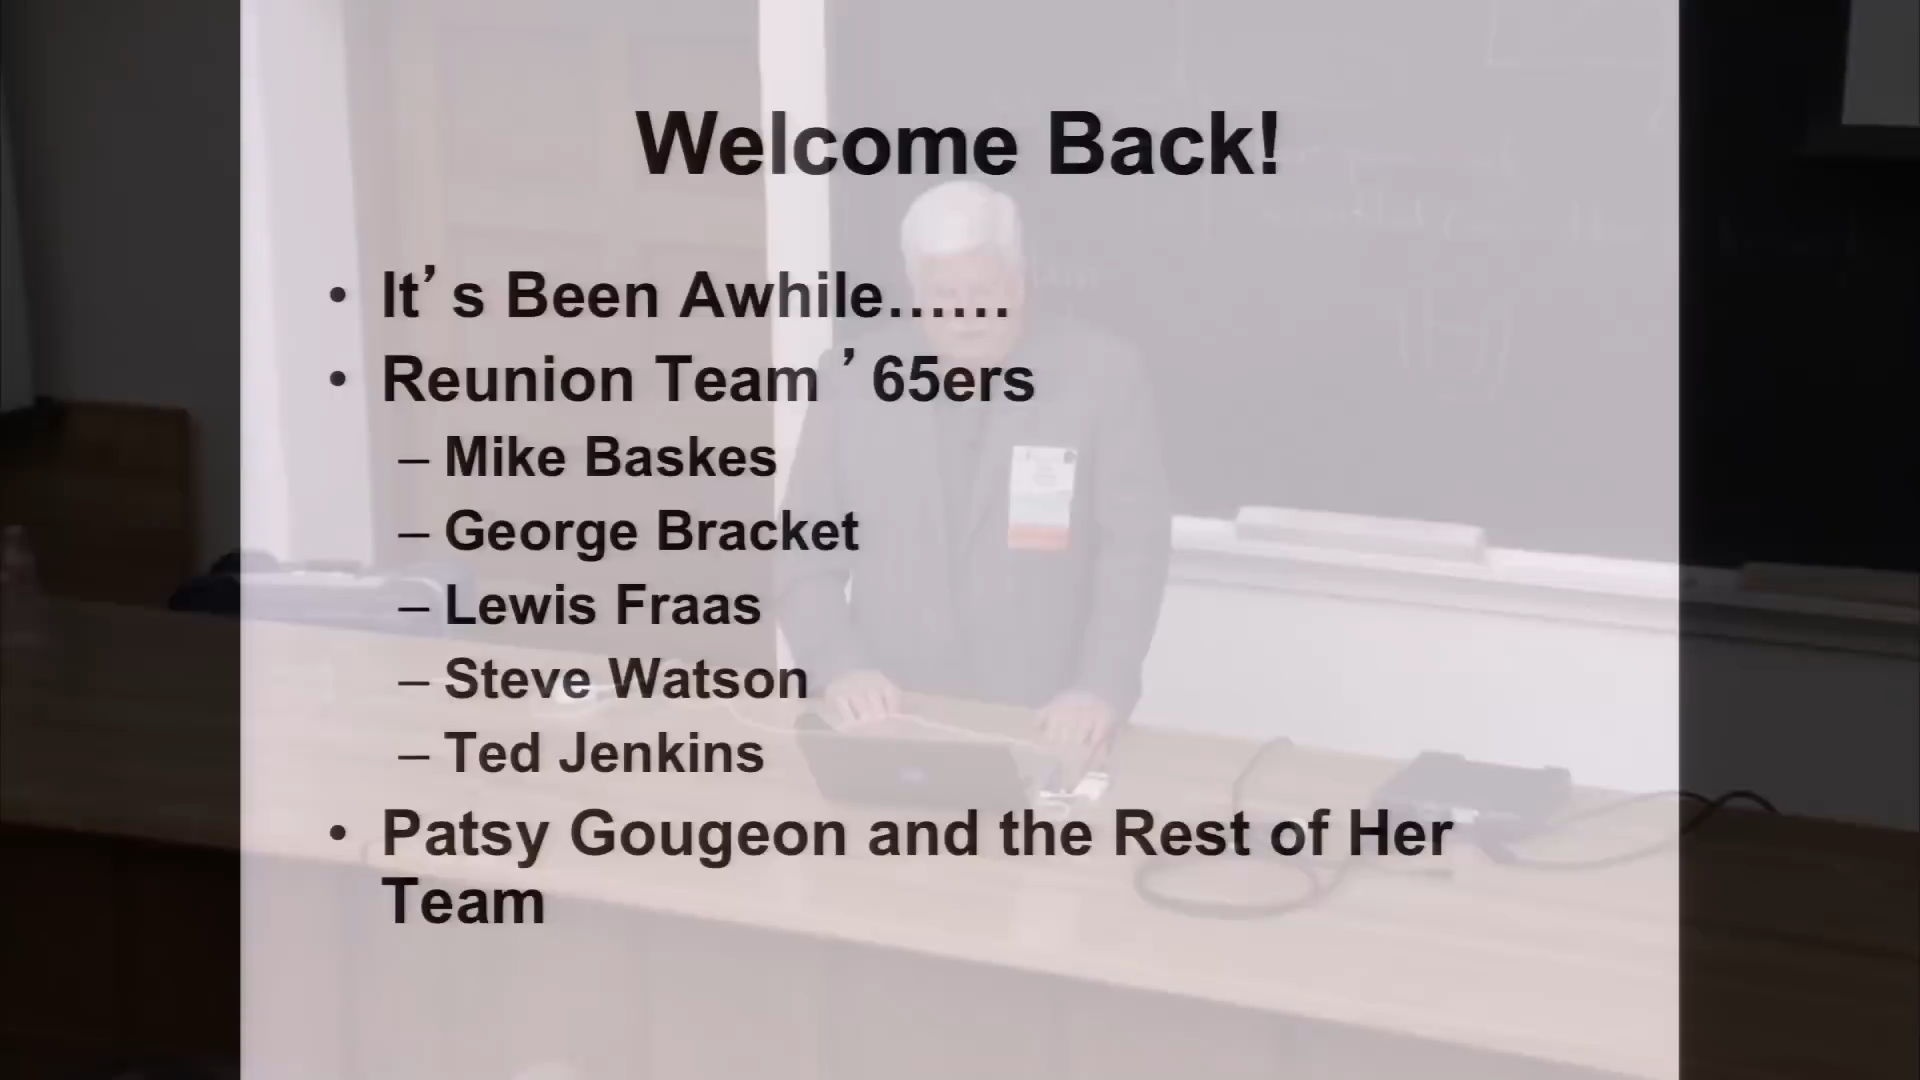 Welcome Back!
• It’s Been Awhile……
• Reunion Team ’65ers
– Mike Baskes
– George Bracket
– Lewis Fraas
– Steve Watson
– Ted Jenkins
• Patsy Gougeon and the Rest of Her
Team